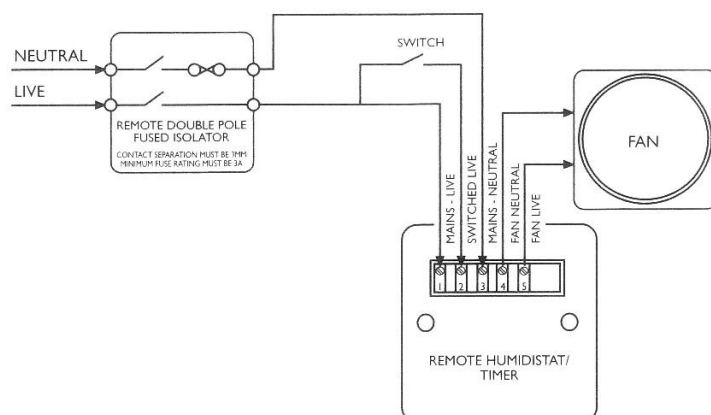 NEUTRAL
LIVE
REMOTE DOUBLE POLE
FUSED ISOLATOR
CONTACT SEPARATION MUST BE 3MM
MINIMUM FUSE RATING MUST BE 3A
SWITCH
FAN
MAINS - LIVE
SWITCHED LIVE
MAINS - NEUTRAL
FAN NEUTRAL
FAN LIVE
1 2 3 4 5
REMOTE HUMIDISTAT/
TIMER